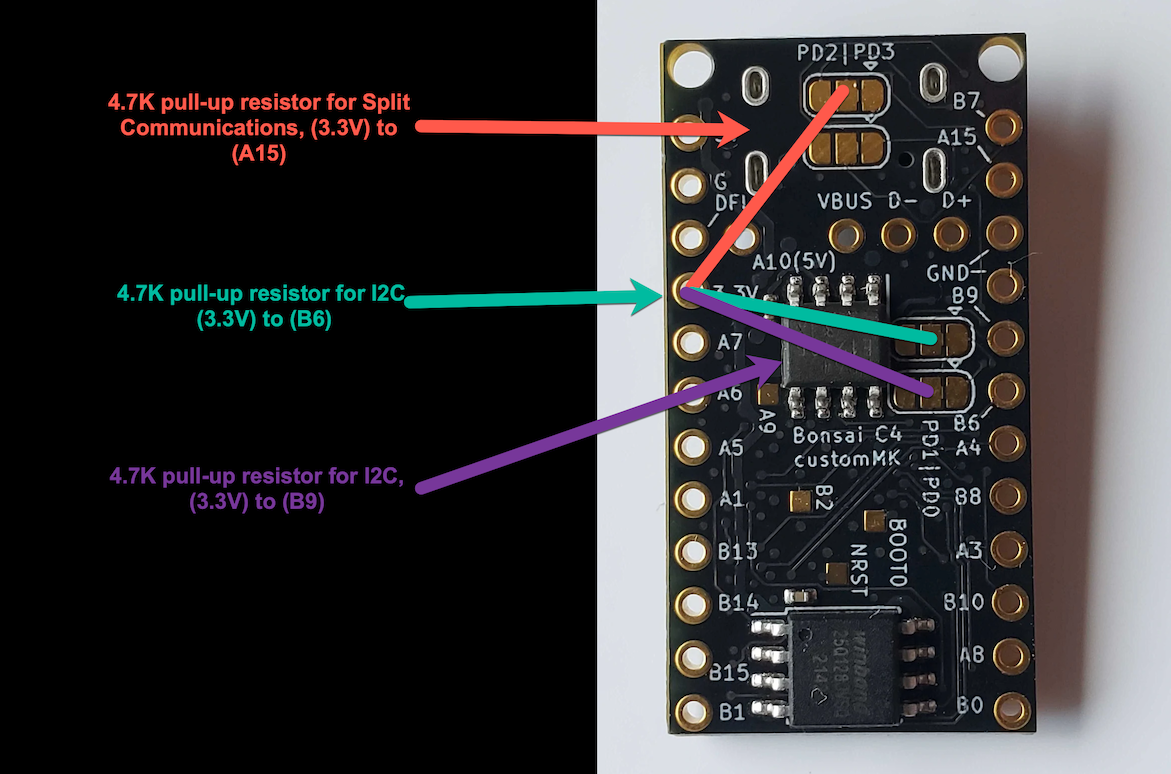 PD2|PD3
4.7K pull-up resistor for Split
Communications, (3.3V) to
(A15)
B7
A15
G
DFU
VBUS D- D+
A10(5V)
GND
B9
4.7K pull-up resistor for I2C
(3.3V) to (B6)
3.3V
A7
A6
A9
B6
Bonsai C4
customMK
PD1|PD0
A4
A5
4.7K pull-up resistor for I2C,
(3.3V) to (B9)
A1
B2
B8
BOOT0
NRST
B13
A3
B14
B10
winbond
25Q128JVSQ
214
A8
B15
B1
B0